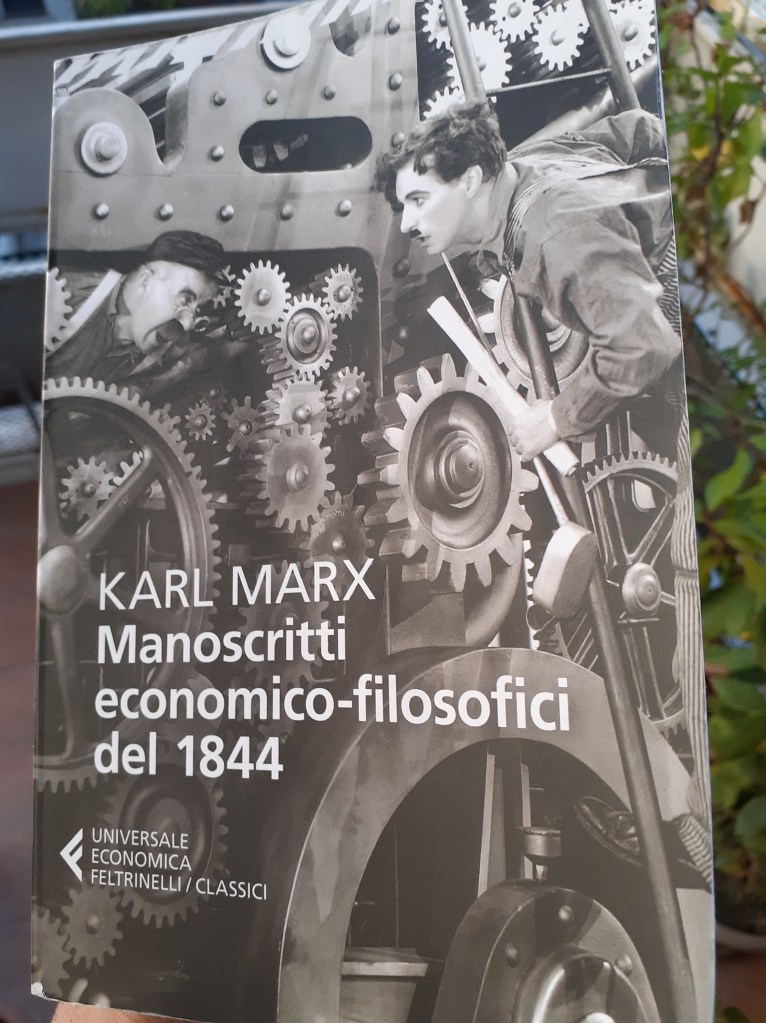 KARL MARX
Manoscritti
economico-filosofici
del 1844
UNIVERSALE
ECONOMICA
FELTRINELLI / CLASSICI